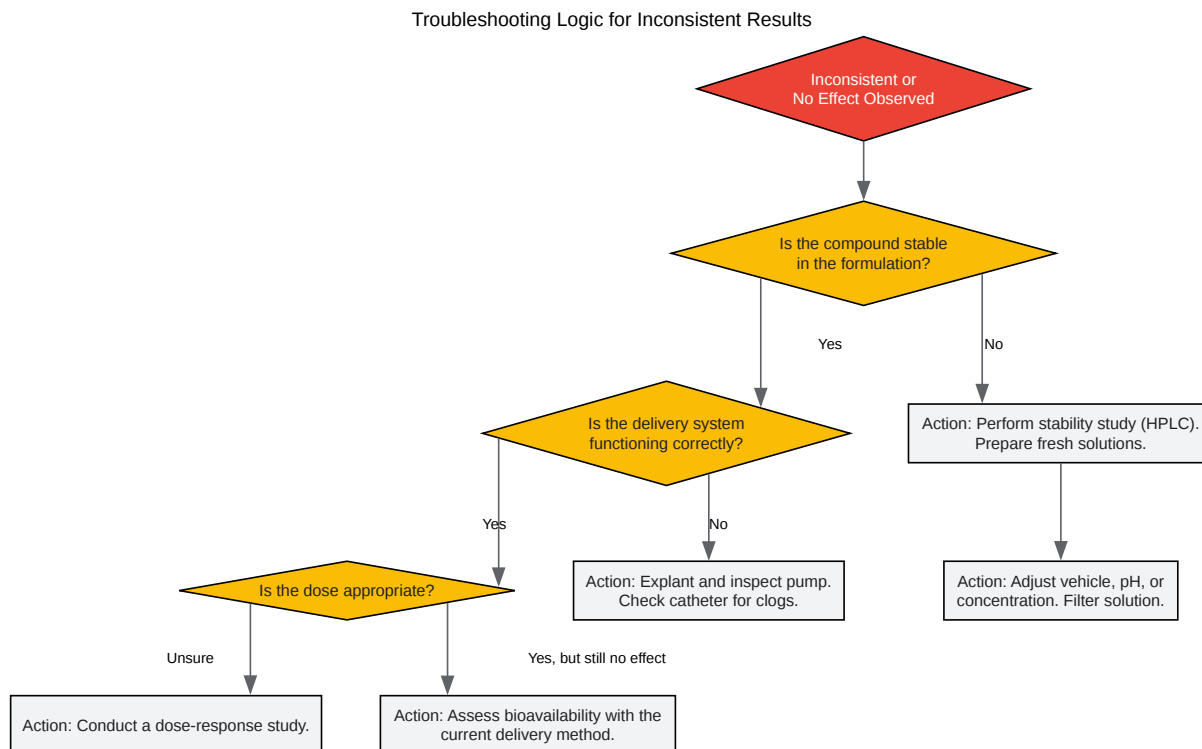 Troubleshooting Logic for Inconsistent Results
Inconsistent or
No Effect Observed
Is the compound stable
in the formulation?
Yes
No
Is the delivery system
functioning correctly?
Action: Perform stability study (HPLC).
Prepare fresh solutions.
Yes
No
Is the dose appropriate?
Action: Explant and inspect pump.
Check catheter for clogs.
Action: Adjust vehicle, pH, or
concentration. Filter solution.
Unsure
Yes, but still no effect
Action: Conduct a dose-response study.
Action: Assess bioavailability with the
current delivery method.